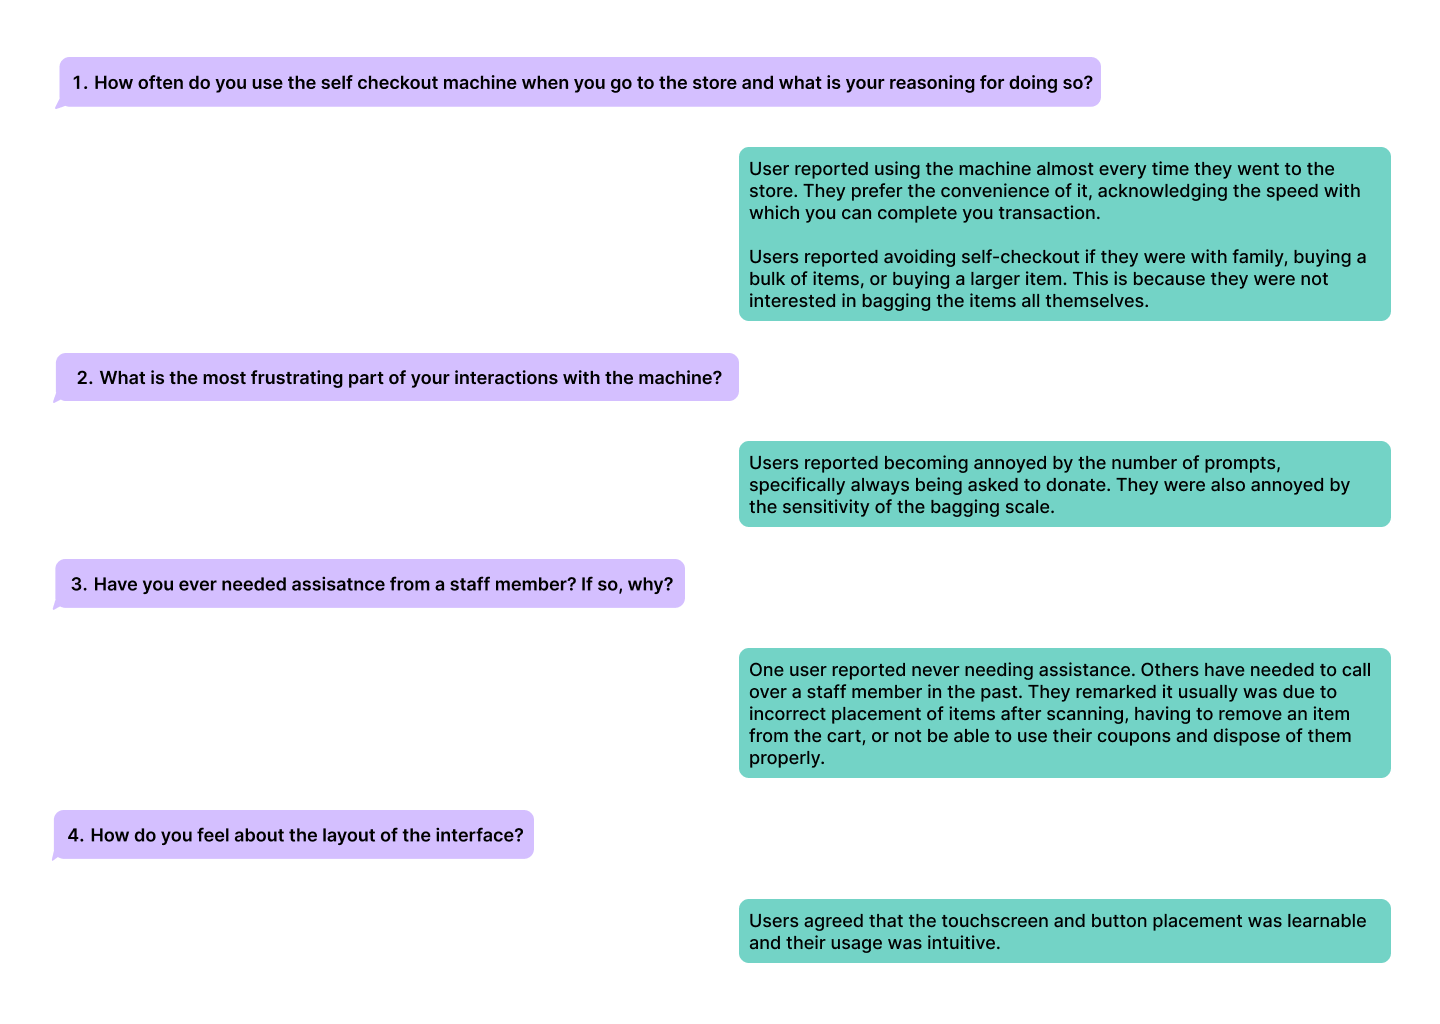 1. How often do you use the self checkout machine when you go to the store and what is your reasoning for doing so?
User reported using the machine almost every time they went to the
store. They prefer the convenience of it, acknowledging the speed with
which you can complete you transaction.
Users reported avoiding self-checkout if they were with family, buying a
bulk of items, or buying a larger item. This is because they were not
interested in bagging the items all themselves.
2. What is the most frustrating part of your interactions with the machine?
Users reported becoming annoyed by the number of prompts,
specifically always being asked to donate. They were also annoyed by
the sensitivity of the bagging scale.
3. Have you ever needed assisatnce from a staff member? If so, why?
One user reported never needing assistance. Others have needed to call
over a staff member in the past. They remarked it usually was due to
incorrect placement of items after scanning, having to remove an item
from the cart, or not be able to use their coupons and dispose of them
properly.
4. How do you feel about the layout of the interface?
Users agreed that the touchscreen and button placement was learnable
and their usage was intuitive.